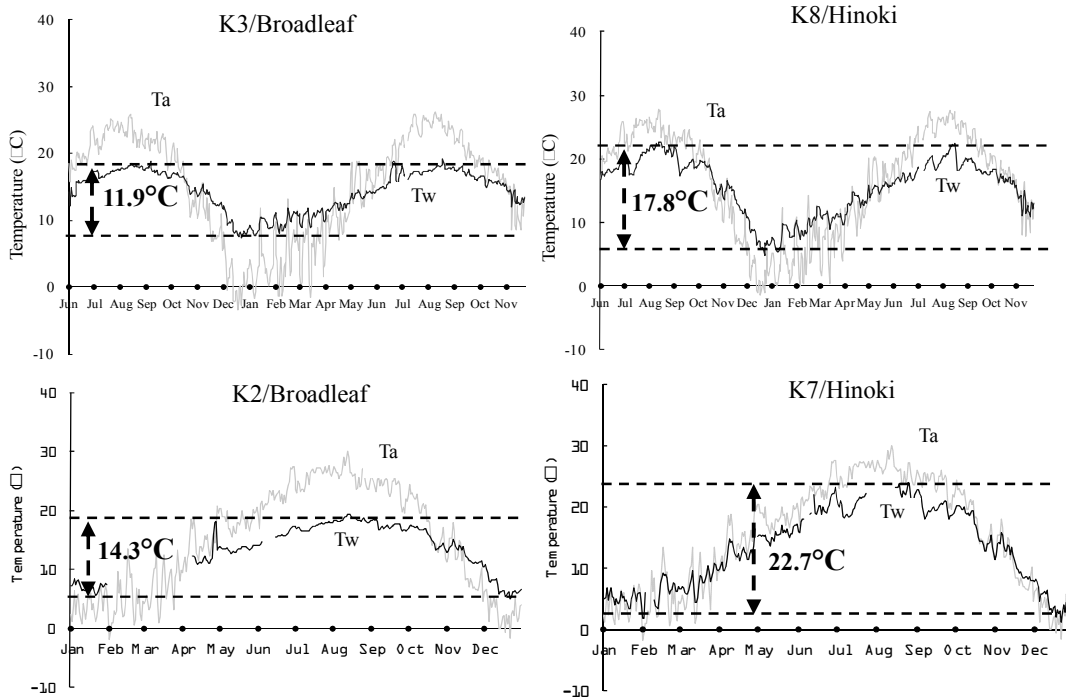 K3/Broadleaf
40
30
20
10
0
-10
Temperature (□C)
Ta
11.9°C
Tw
Jun Jul Aug Sep Oct Nov Dec Jan Feb Mar Apr May Jun Jul Aug Sep Oct Nov
K8/Hinoki
40
30
20
10
0
-10
Temperature (□C)
Ta
17.8°C
Tw
Jun Jul Aug Sep Oct Nov Dec Jan Feb Mar Apr May Jun Jul Aug Sep Oct Nov
K2/Broadleaf
40
30
20
10
0
-10
Temperature (□)
Ta
14.3°C
Tw
Jan Feb Mar Apr May Jun Jul Aug Sep Oct Nov Dec
K7/Hinoki
40
30
20
10
0
-10
Temperature (□)
Ta
Tw
22.7°C
Jan Feb Mar Apr May Jun Jul Aug Sep Oct Nov Dec